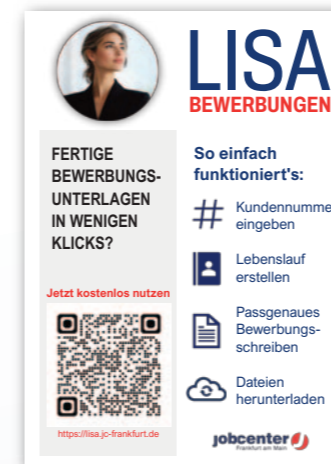 LISA
BEWERBUNGEN
FERTIGE
BEWERBUNGS-
UNTERLAGEN
IN WENIGEN
KLICKS?
Jetzt kostenlos nutzen
https://lisa.jc-frankfurt.de
So einfach
funktioniert's:
Kundennumme
eingeben
Lebenslauf
erstellen
Passgenaues
Bewerbungs-
schreiben
Dateien
herunterladen
jobcenter
Frankfurt am Main